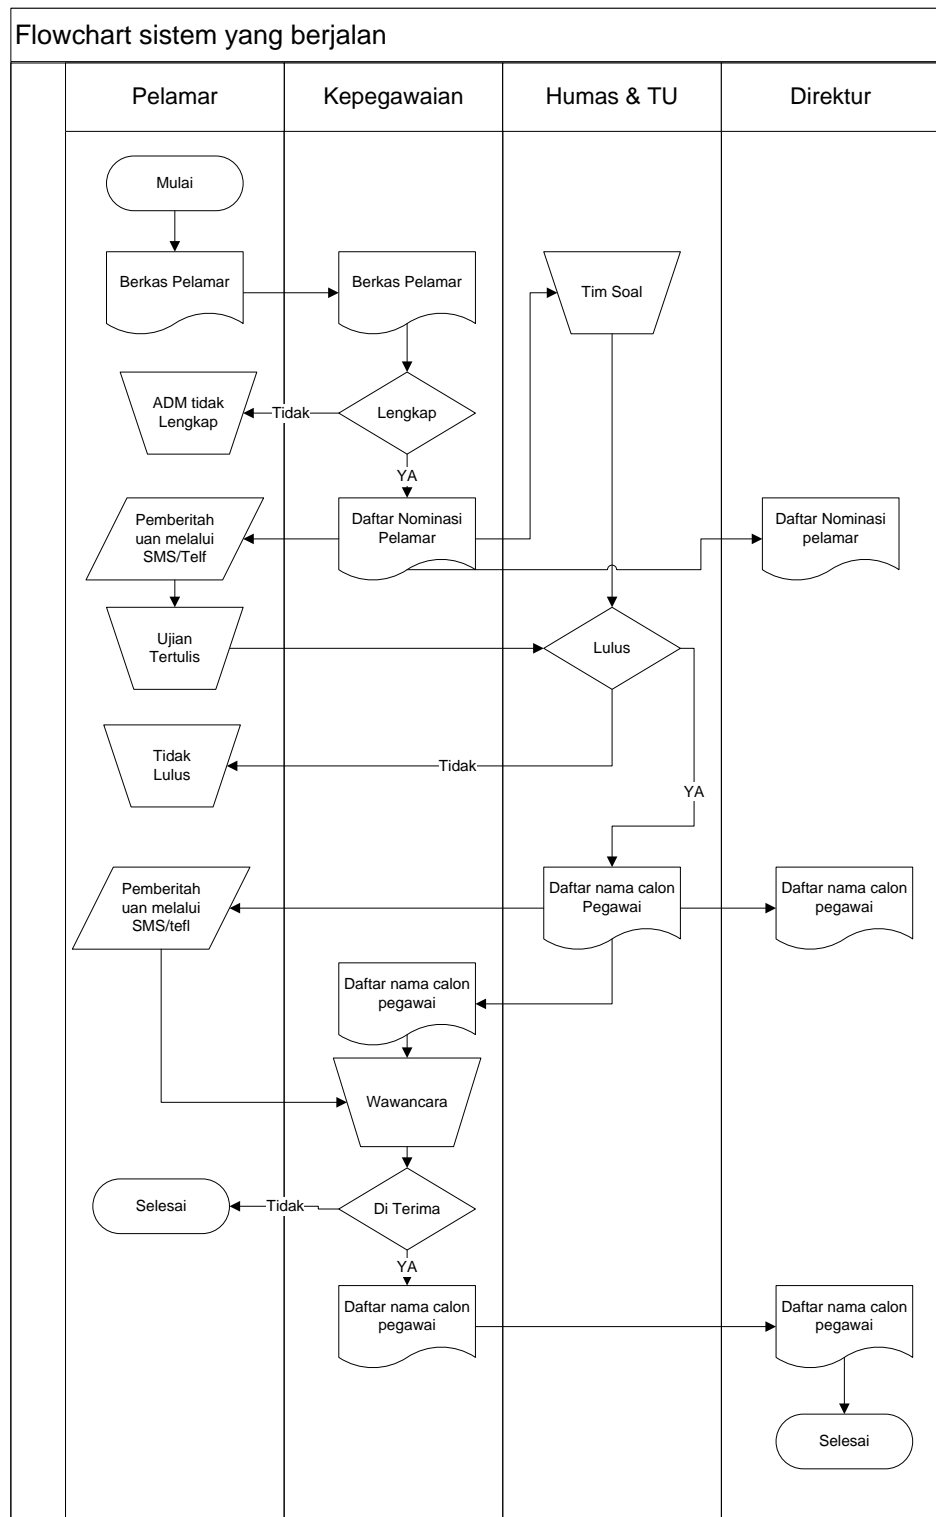 Flowchart sistem yang berjalan
Pelamar
Kepegawaian
Humas & TU
Direktur
Mulai
Berkas Pelamar
Berkas Pelamar
Tim Soal
ADM tidak
Lengkap
Tidak
Lengkap
YA
Pemberitah
uan melalui
SMS/Telf
Daftar Nominasi
Pelamar
Daftar Nominasi
pelamar
Ujian
Tertulis
Lulus
Tidak
Lulus
Tidak
YA
Pemberitah
uan melalui
SMS/tefl
Daftar nama calon
Pegawai
Daftar nama calon
pegawai
Daftar nama calon
pegawai
Wawancara
Selesai
Tidak
Di Terima
YA
Daftar nama calon
pegawai
Daftar nama calon
pegawai
Selesai